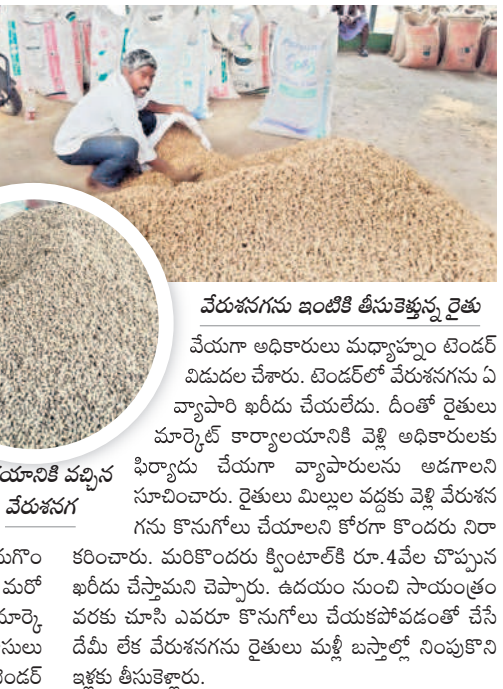 వేరుశనగను ఇంటికి తీసుకెళ్తున్న రైతు
యానికి వచ్చిన
వేరుశనగ
మరో
సులు
టెండర్
వేయగా అధికారులు మధ్యాహ్నం టెండర్
విడుదల చేశారు. టెండర్‌లో వేరుశనగను ఏ
వ్యాపారి ఖరీదు చేయలేదు. దీంతో రైతులు
మార్కెట్ కార్యాలయానికి వెళ్లి అధికారులకు
ఫిర్యాదు చేయగా వ్యాపారులను అడగాలని
సూచించారు. రైతులు మిల్లుల వద్దకు వెళ్లి వేరుశన
గను కొనుగోలు చేయాలని కోరగా కొందరు నిరా
కరించారు. మరికొందరు క్వింటాల్‌కి రూ.4వేల చొప్పున
ఖరీదు చేస్తామని చెప్పారు. ఉదయం నుంచి సాయంత్రం
వరకు చూసి ఎవరూ కొనుగోలు చేయకపోవడంతో చేసే
దేమీ లేక వేరుశనగను రైతులు మళ్లీ బస్తాల్లో నింపుకొని
ఇళ్లకు తీసుకెళ్లారు.